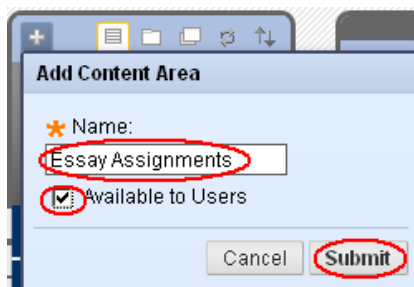 Add Content Area
Name:
Essay Assignments
Available to Users
Cancel Submit